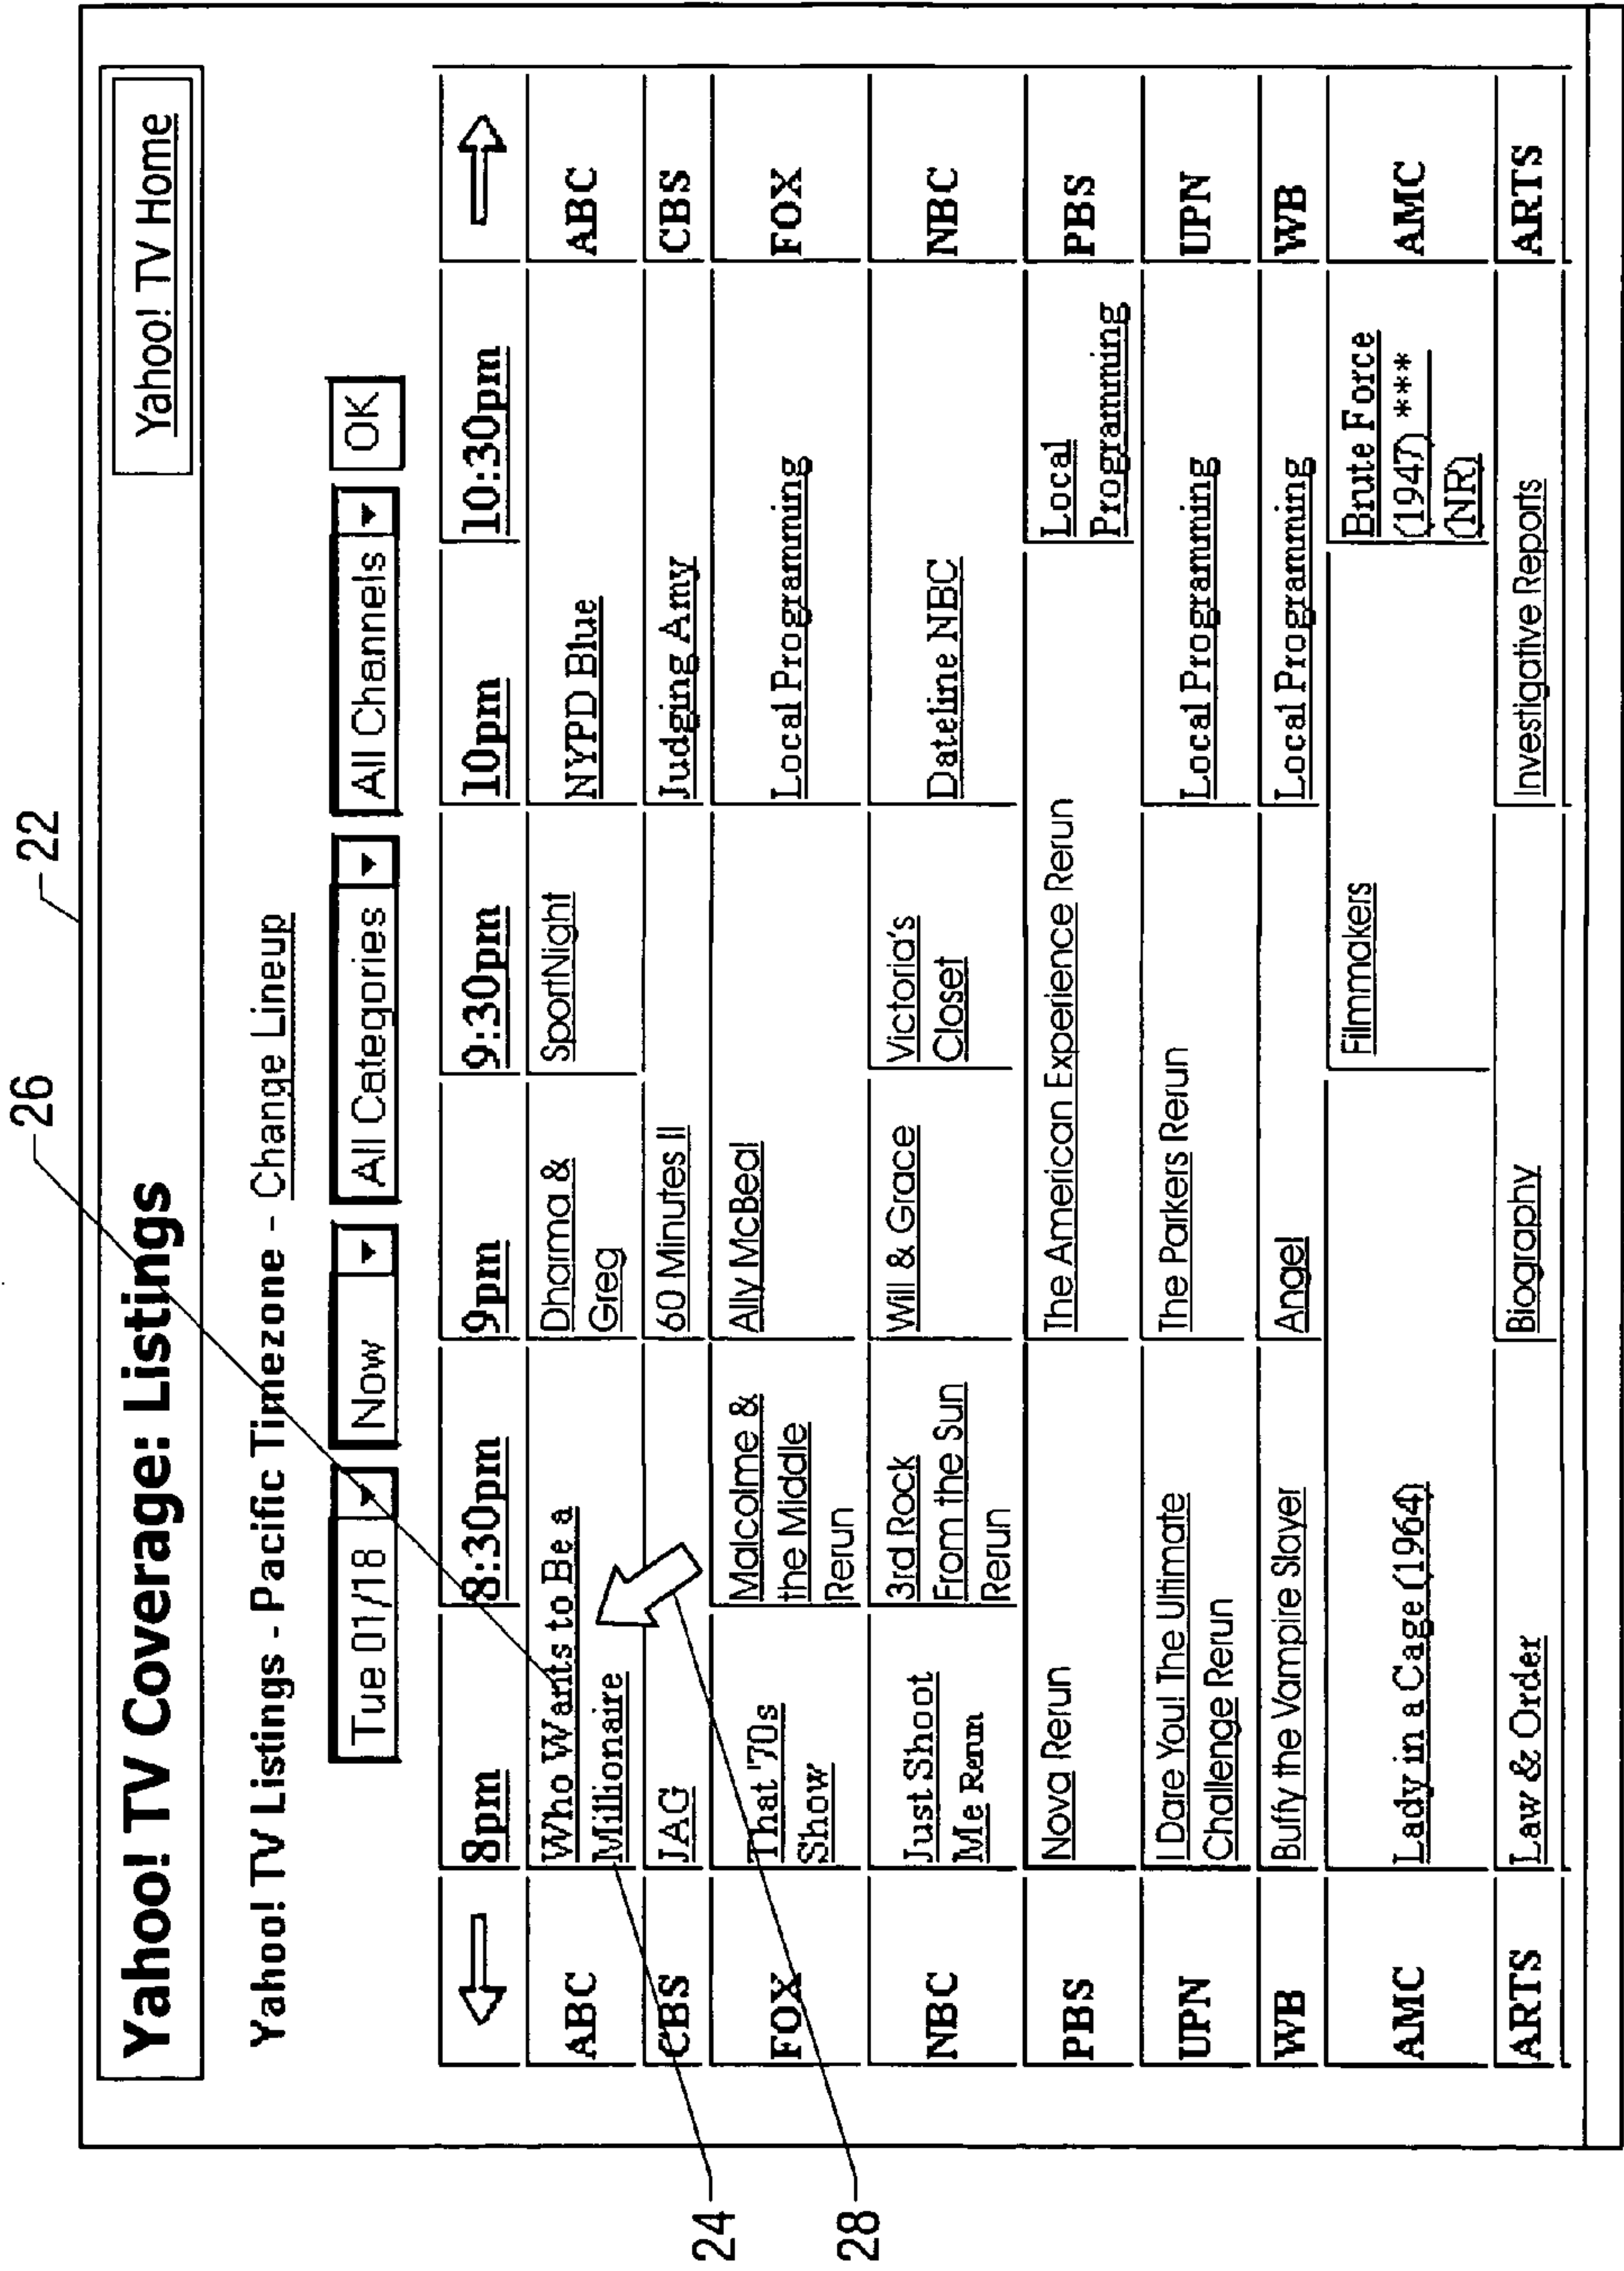 22
26
Yahoo! TV Coverage: Listings
Yahoo! TV Home
Yahoo! TV Listings - Pacific Timezone - Change Lineup
Tue 01/18 Now All Categories All Channels OK
8pm 8:30pm 9pm 9:30pm 10pm 10:30pm
ABC
Who Wants to Be a
Millionaire
Dharma &
Greg
SportNight
NYPD Blue
ABC
CBS
JAG
60 Minutes II
Judging Amy
CBS
FOX
That '70s
Show
Malcolme &
the Middle
Rerun
Ally McBeal
Local Programming
FOX
NBC
Just Shoot
Me Rerun
3rd Rock
From the Sun
Rerun
Will & Grace
Victoria's
Closet
Dateline NBC
NBC
PBS
Nova Rerun
The American Experience Rerun
Local
Programming
PBS
UPN
I Dare You! The Ultimate
Challenge Rerun
The Parkers Rerun
Local Programming
UPN
WB
Buffy the Vampire Slayer
Angel
Local Programming
WB
AMC
Lady in a Cage (1964)
Filmmakers
Brute Force
(1947) ***
(NR)
AMC
ARTS
Law & Order
Biography
Investigative Reports
ARTS
24
28